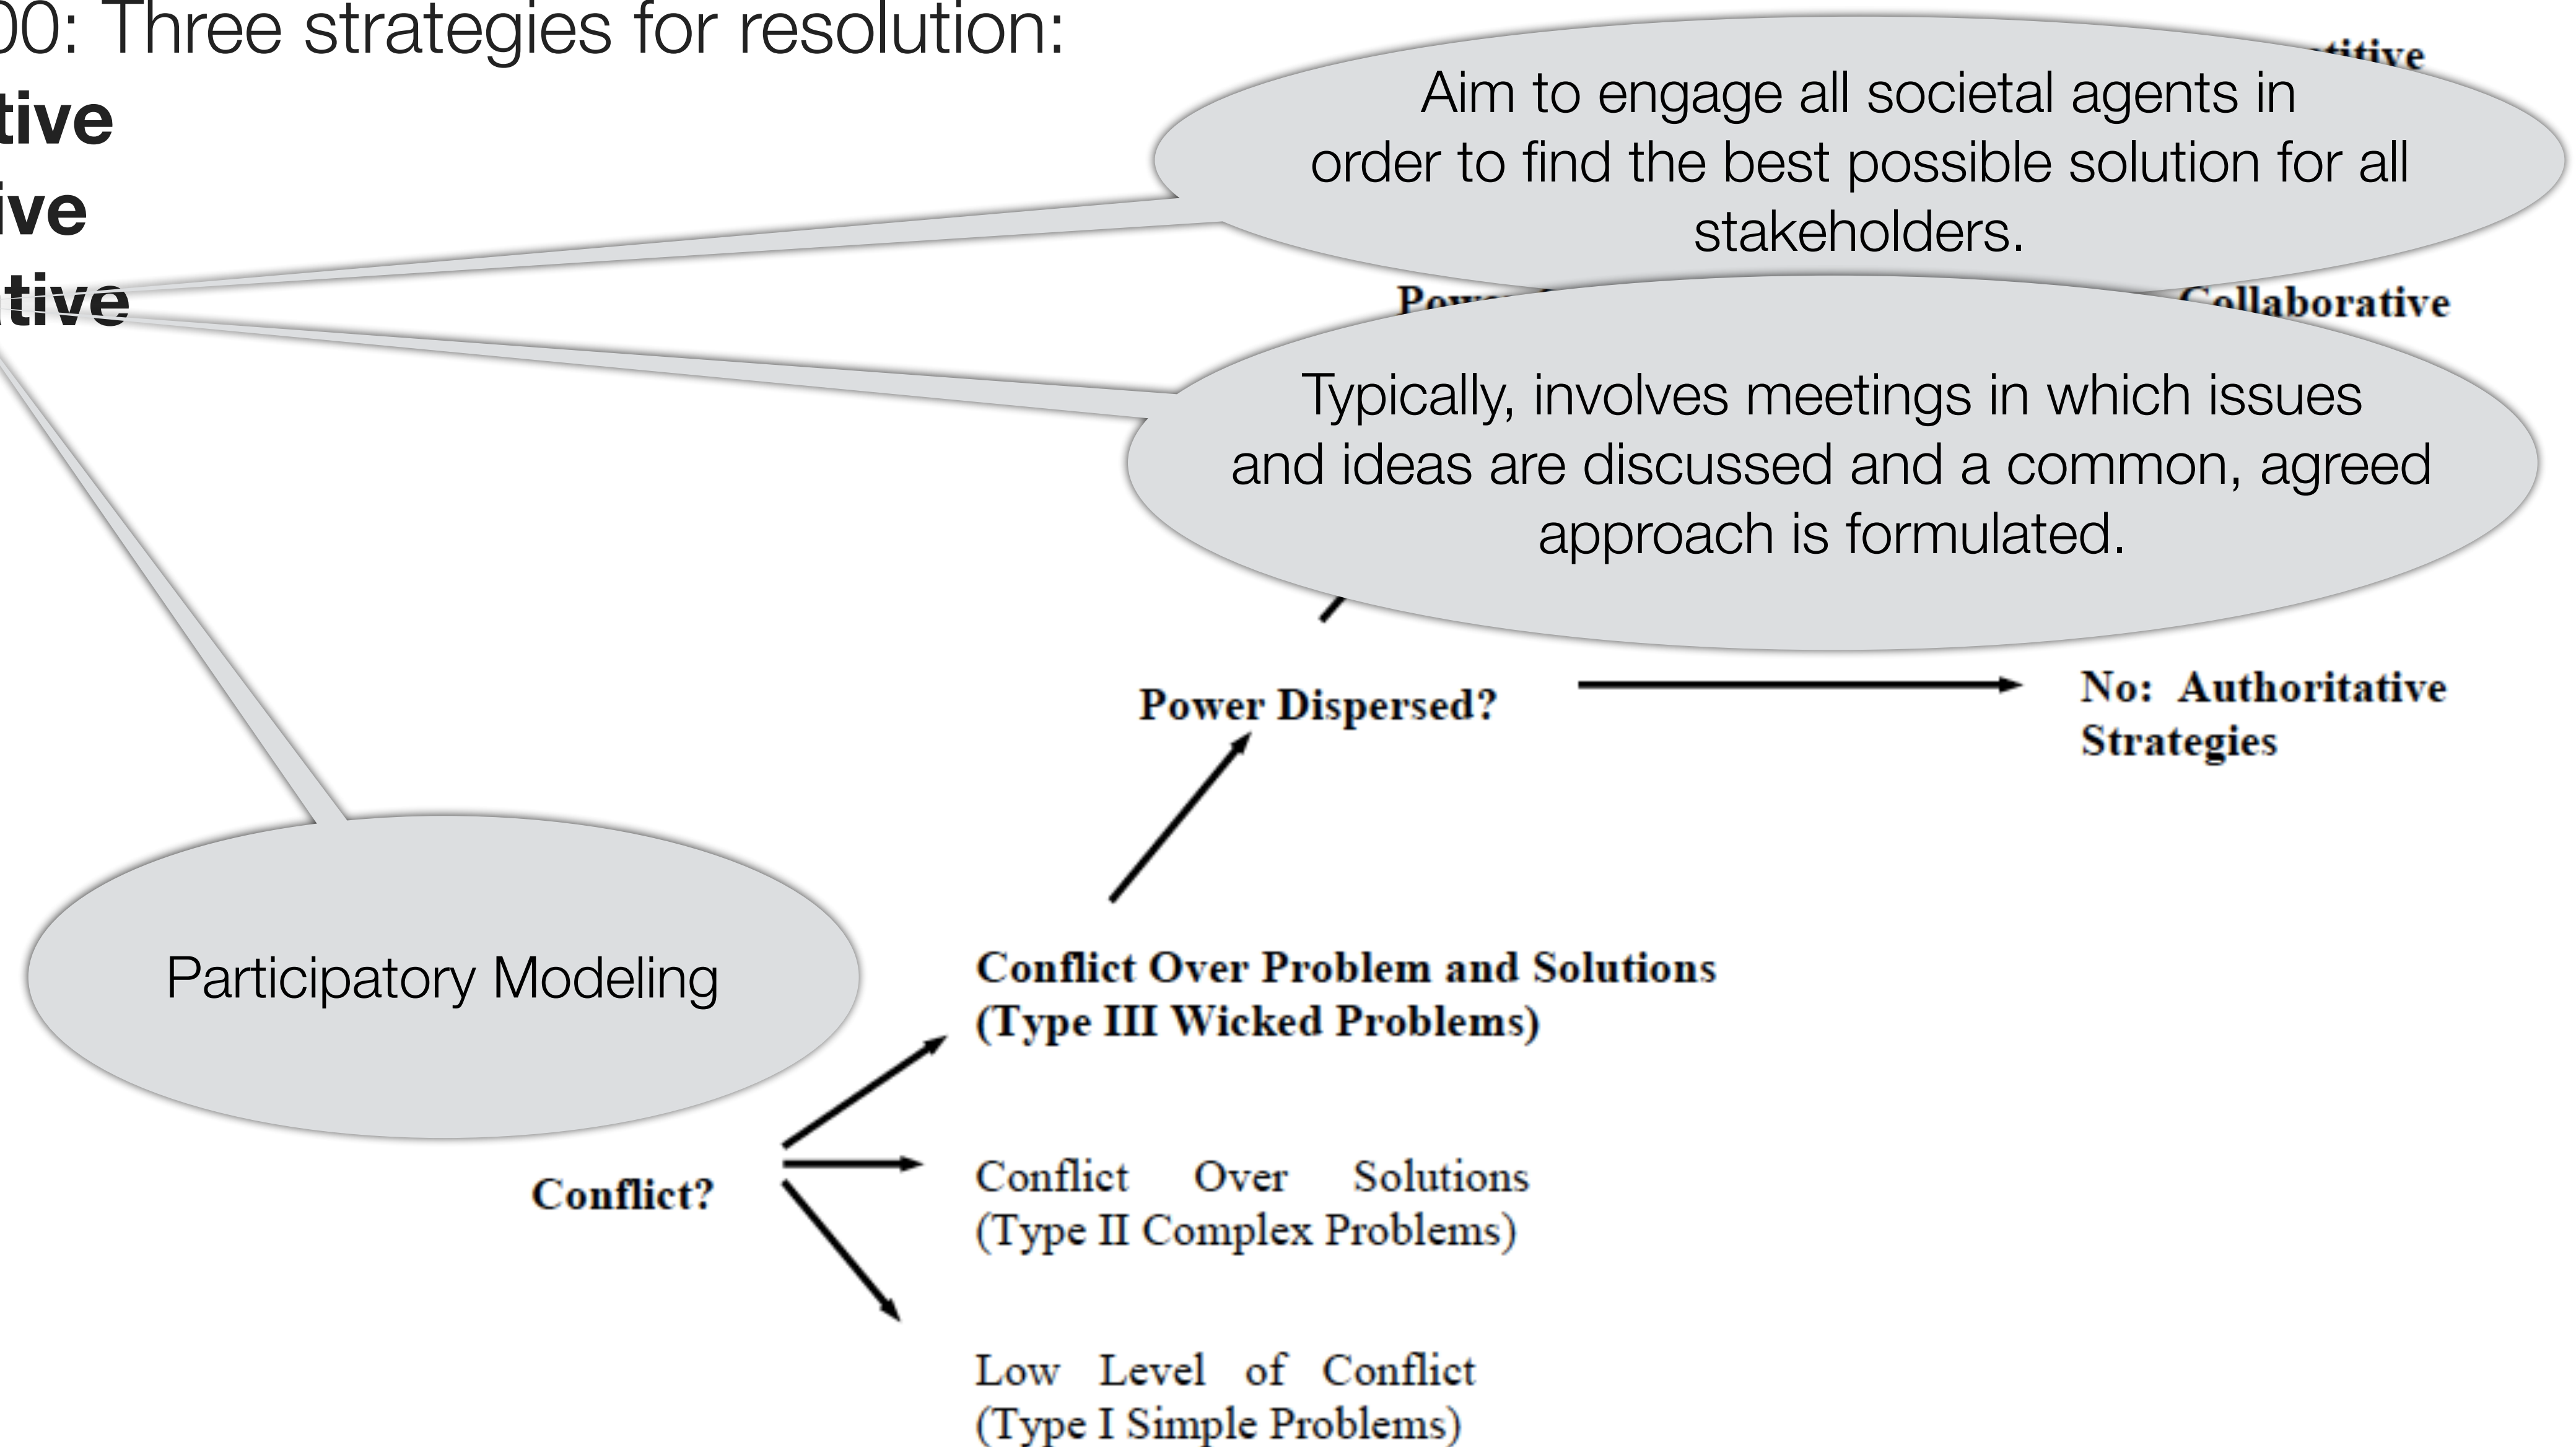 00: Three strategies for resolution:
tive
ive
ative
Aim to engage all societal agents in
order to find the best possible solution for all
stakeholders.
Collaborative
Typically, involves meetings in which issues
and ideas are discussed and a common, agreed
approach is formulated.
Power Dispersed?
No: Authoritative
Strategies
Participatory Modeling
Conflict Over Problem and Solutions
(Type III Wicked Problems)
Conflict?
Conflict Over Solutions
(Type II Complex Problems)
Low Level of Conflict
(Type I Simple Problems)